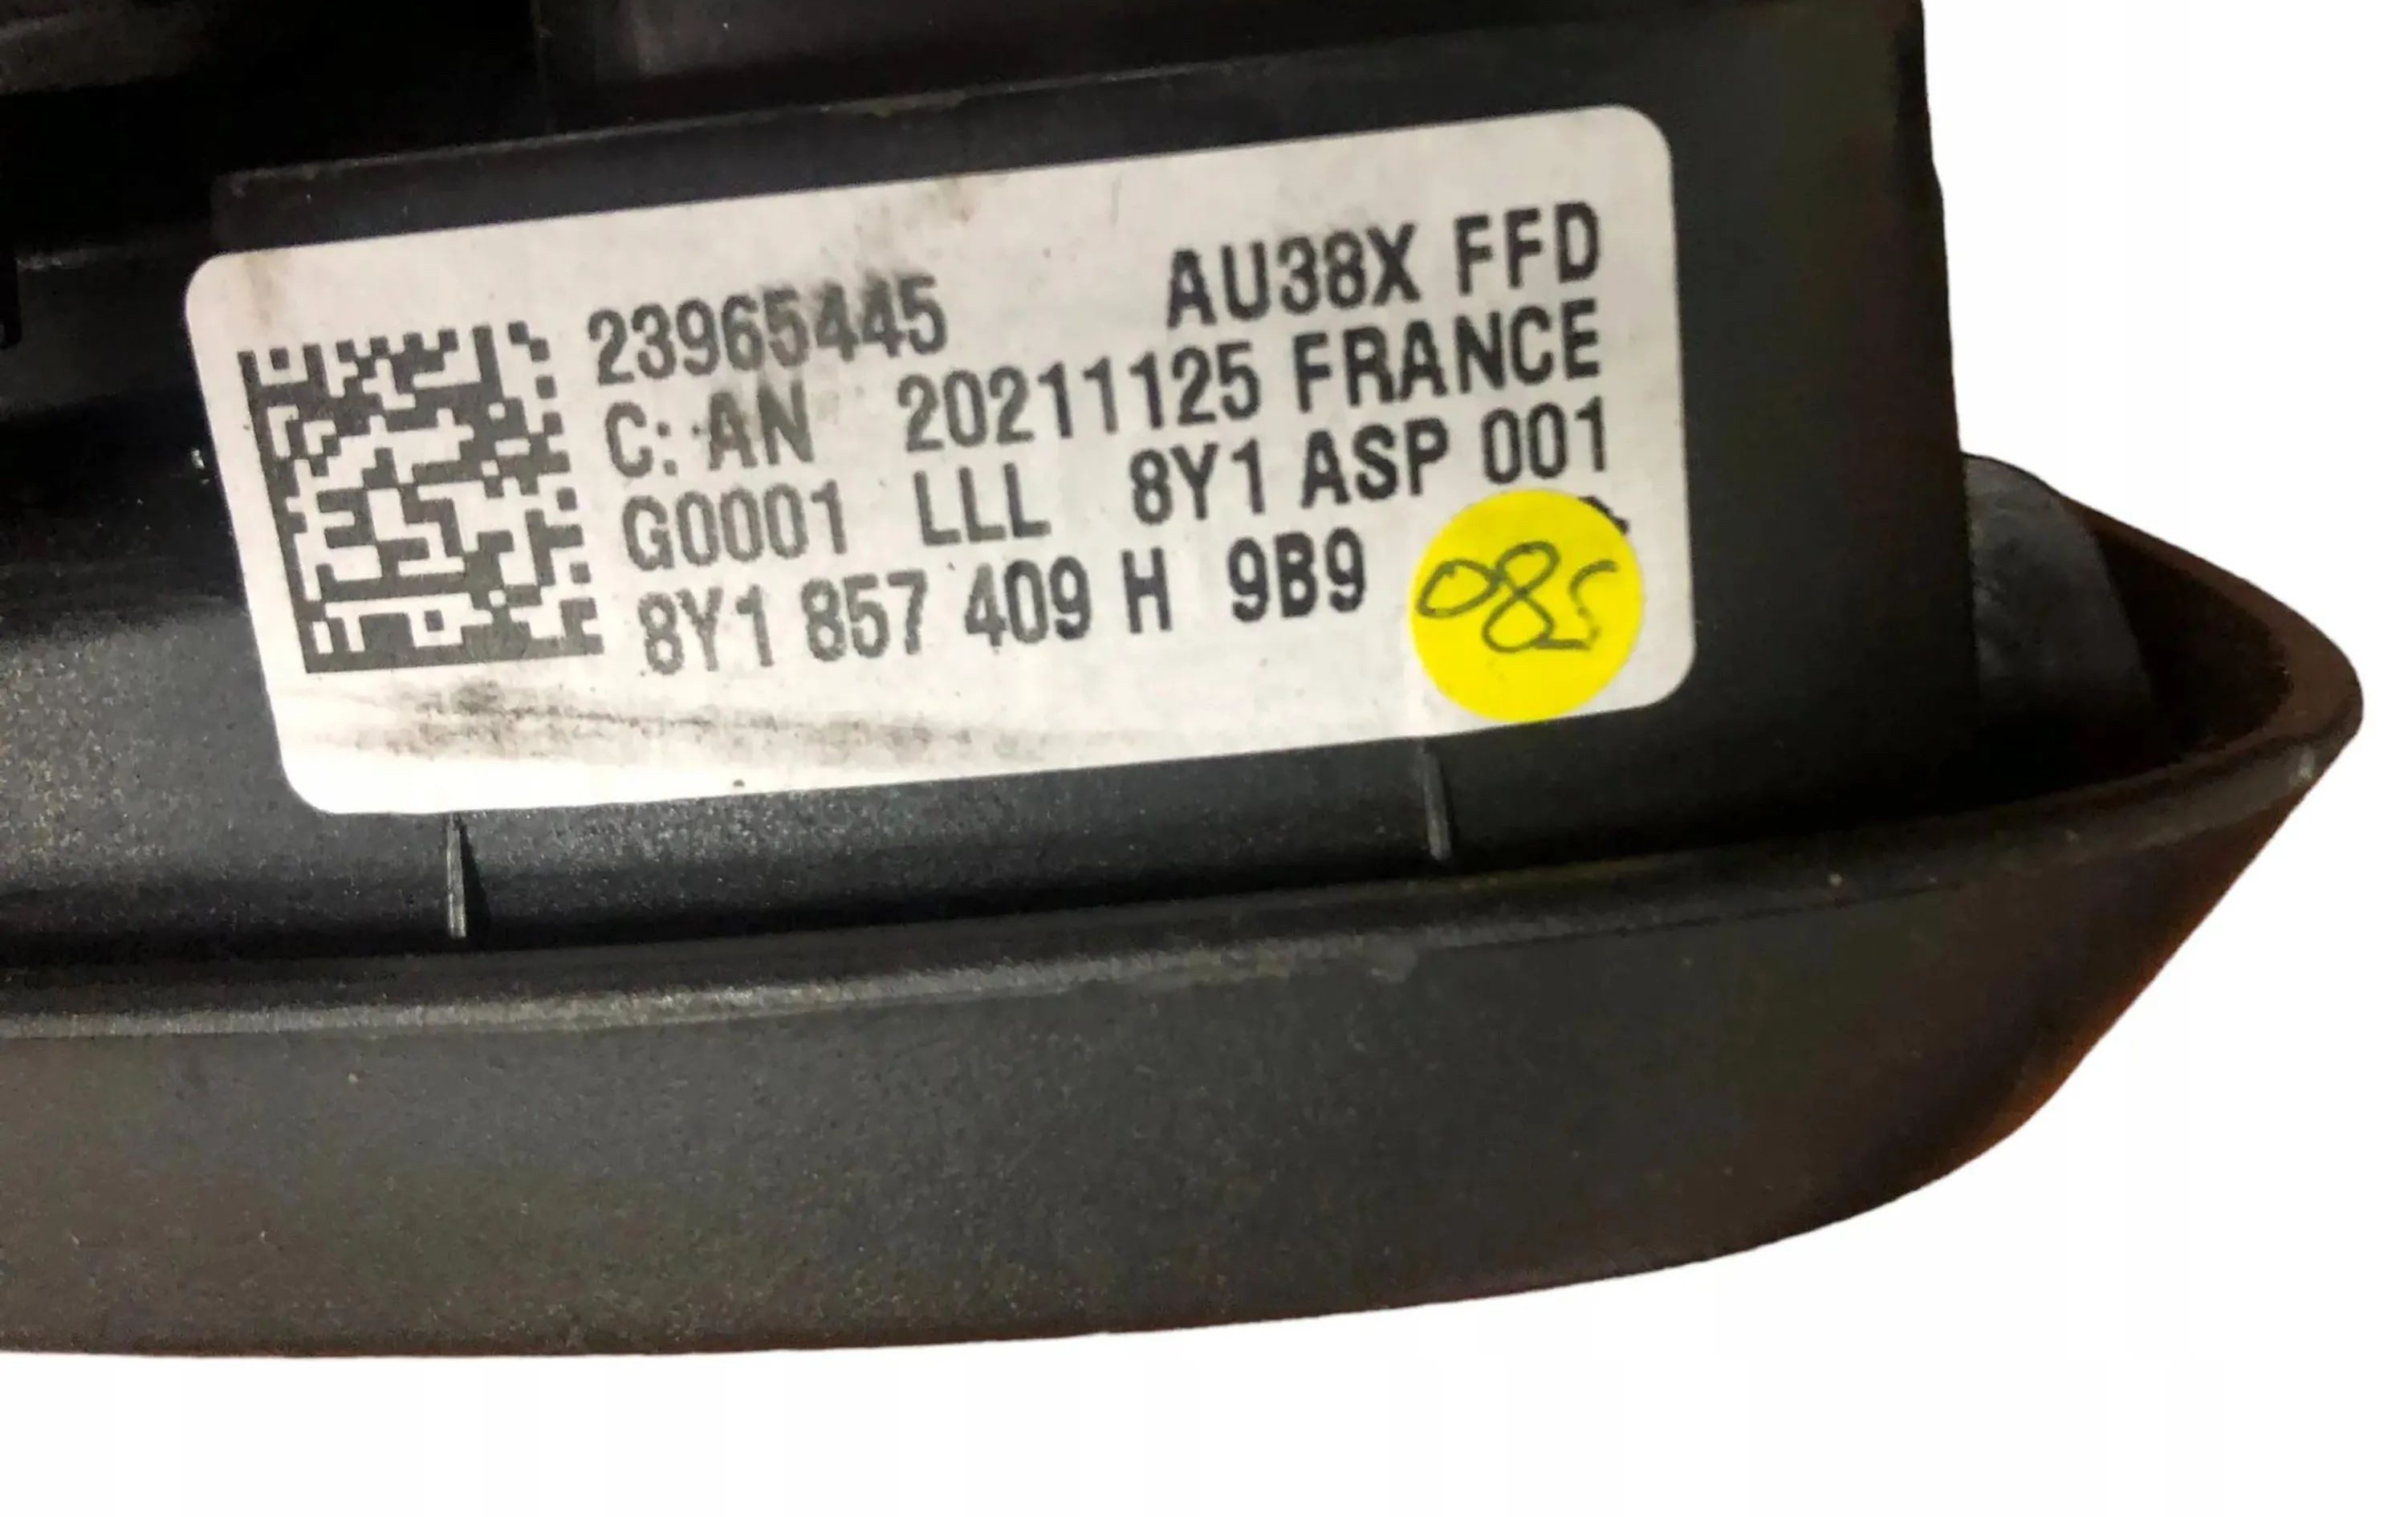 23965445 AU38X FFD
C: AN 20211125 FRANCE
G0001 LLL 8Y1 ASP 001
8Y1 857 409 H 9B9
085